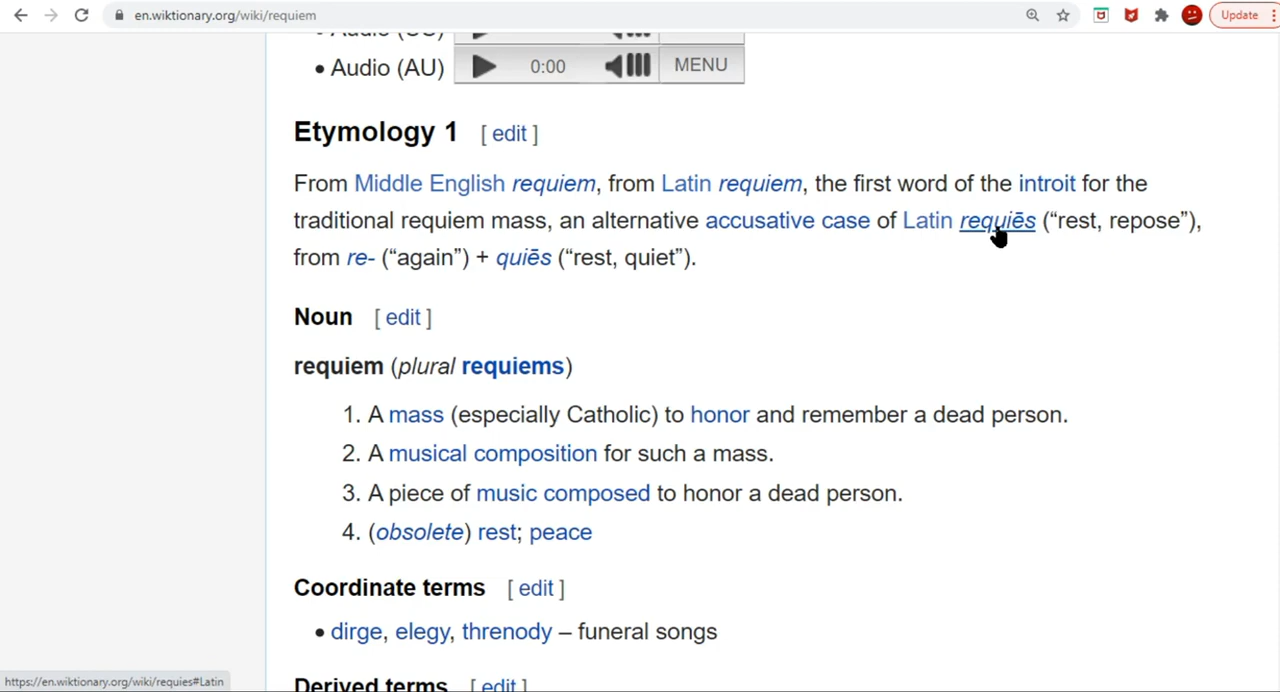 en.wiktionary.org/wiki/requiem
Update
• Audio (US)
• Audio (AU) 0:00 MENU
Etymology 1 [ edit ]
From Middle English requiem, from Latin requiem, the first word of the introit for the
traditional requiem mass, an alternative accusative case of Latin requiēs (“rest, repose”),
from re- (“again”) + quiēs (“rest, quiet”).
Noun [ edit ]
requiem (plural requiems)
1. A mass (especially Catholic) to honor and remember a dead person.
2. A musical composition for such a mass.
3. A piece of music composed to honor a dead person.
4. (obsolete) rest; peace
Coordinate terms [ edit ]
• dirge, elegy, threnody – funeral songs
Derived terms [ edit ]
https://en.wiktionary.org/wiki/requies#Latin